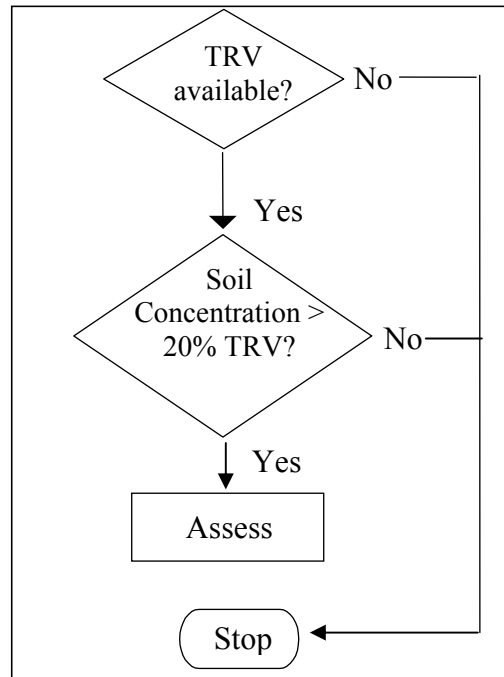 TRV
available?
No
Yes
Soil
Concentration >
20% TRV?
No
Yes
Assess
Stop